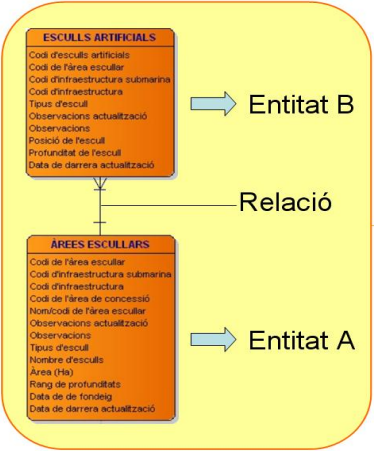 ESCULLS ARTIFICIALS
Codi d'esculls artificials
Codi de l'àrea escullar
Codi d'infraestructura submarina
Codi d'infraestructura
Tipus d'escull
Observacions actualització
Observacions
Posició de l'escull
Profunditat de l'escull
Data de darrera actualització
Entitat B
Relació
ÀREES ESCULLARS
Codi de l'àrea escullar
Codi d'infraestructura submarina
Codi d'infraestructura
Codi de l'àrea de concessió
Nom/codi de l'àrea escullar
Observacions actualització
Observacions
Tipus d'escull
Nombre d'esculls
Àrea (Ha)
Rang de profunditats
Data de de fondeig
Data de darrera actualització
Entitat A